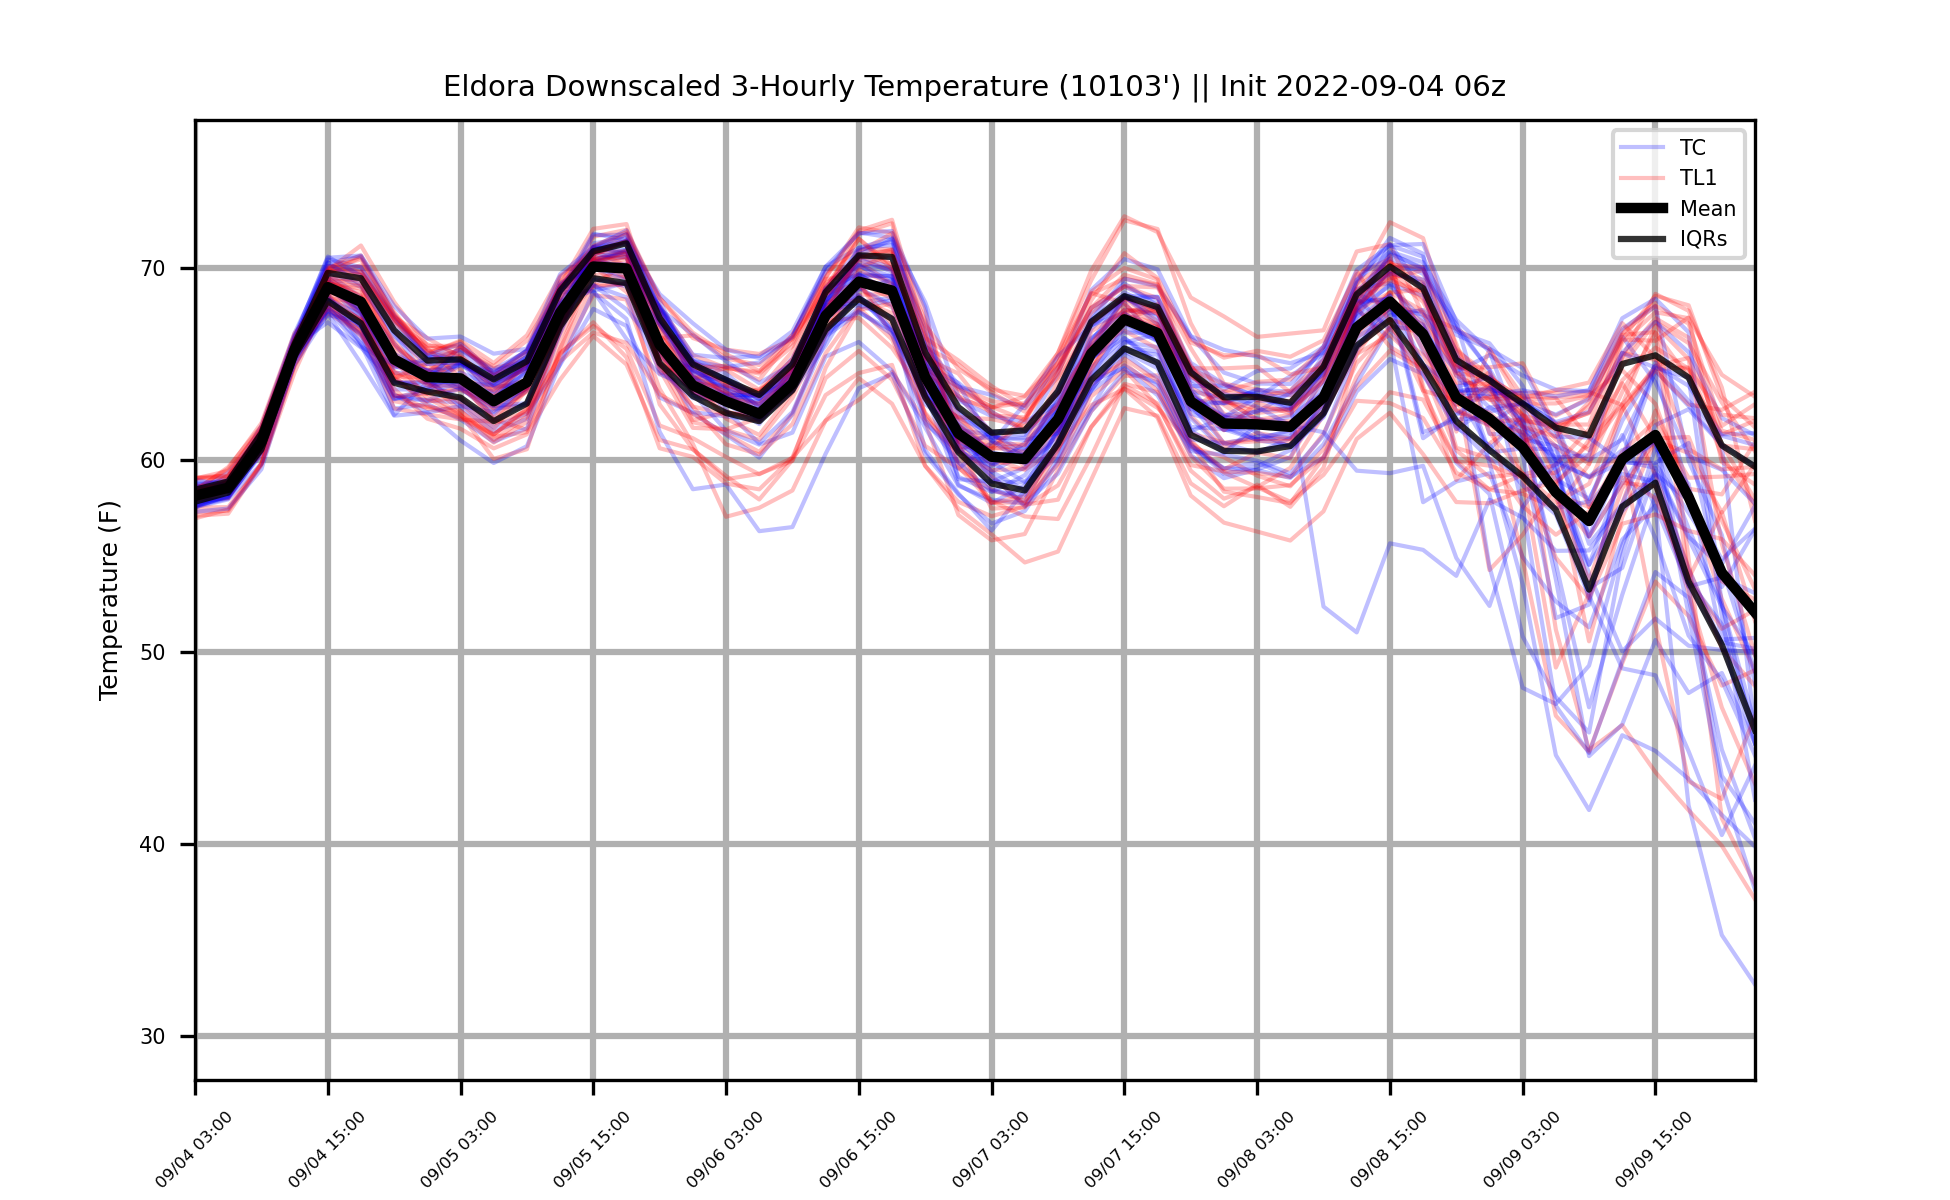 Eldora Downscaled 3-Hourly Temperature (10103') || Init 2022-09-04 06z
TC
TL1
Mean
IQRs
Temperature (F)
70
60
50
40
30
09/04 03:00
09/04 15:00
09/05 03:00
09/05 15:00
09/06 03:00
09/06 15:00
09/07 03:00
09/07 15:00
09/08 03:00
09/08 15:00
09/09 03:00
09/09 15:00